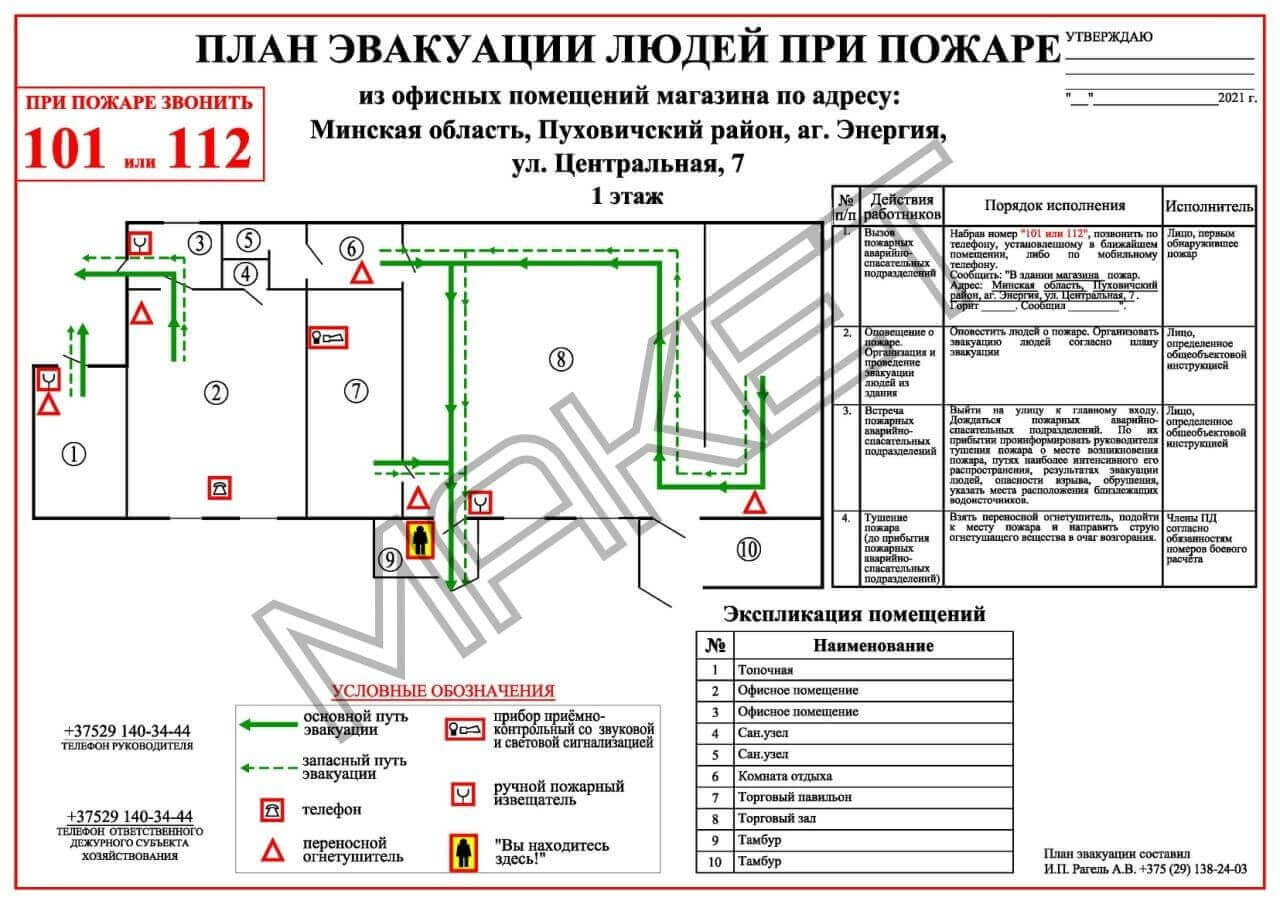 ПЛАН ЭВАКУАЦИИ ЛЮДЕЙ ПРИ ПОЖАРЕ
УТВЕРЖДАЮ
"__"____________________2021 г.
ПРИ ПОЖАРЕ ЗВОНИТЬ
101 или 112
из офисных помещений магазина по адресу:
Минская область, Пуховичский район, аг. Энергия,
ул. Центральная, 7
1 этаж
3
5
4
6
8
7
2
1
9
10
МАКЕТ
№ п/п
Действия работников
Порядок исполнения
Исполнитель
1.
Вызов
пожарных
аварийно-
спасательных
подразделений
Набрав номер "101 или 112", позвонить по
телефону, установленному в ближайшем
помещении, либо по мобильному
телефону.
Сообщить: "В здании магазина пожар.
Адрес: Минская область, Пуховичский
район, аг. Энергия, ул. Центральная, 7 .
Горит ______. Сообщил _________".
Лицо, первым
обнаружившее
пожар
2.
Оповещение о
пожаре.
Организация и
проведение
эвакуации
людей из
здания
Оповестить людей о пожаре. Организовать
эвакуацию людей согласно плану
эвакуации
Лицо,
определенное
общеобъектовой
инструкцией
3.
Встреча
пожарных
аварийно-
спасательных
подразделений
Выйти на улицу к главному входу.
Дождаться пожарных аварийно-
спасательных подразделений. По их
прибытии проинформировать руководителя
тушения пожара о месте возникновения
пожара, путях наиболее интенсивного его
распространения, результатах эвакуации
людей, опасности взрыва, обрушения,
указать места расположения близлежащих
водоисточников.
Лицо,
определенное
общеобъектовой
инструкцией
4.
Тушение
пожара
(до прибытия
пожарных
аварийно-
спасательных
подразделений)
Взять переносной огнетушитель, подойти
к месту пожара и направить струю
огнетушащего вещества в очаг возгорания.
Члены ПД
согласно
обязанностям
номеров боевого
расчёта
Экспликация помещений
№ Наименование
1 Топочная
2 Офисное помещение
3 Офисное помещение
4 Сан.узел
5 Сан.узел
6 Комната отдыха
7 Торговый павильон
8 Торговый зал
9 Тамбур
10 Тамбур
УСЛОВНЫЕ ОБОЗНАЧЕНИЯ
основной путь
эвакуации
запасный путь
эвакуации
телефон
переносной
огнетушитель
прибор приёмно-
контрольный со звуковой
и световой сигнализацией
ручной пожарный
извещатель
"Вы находитесь
здесь!"
+37529 140-34-44
ТЕЛЕФОН РУКОВОДИТЕЛЯ
+37529 140-34-44
ТЕЛЕФОН ОТВЕТСТВЕННОГО
ДЕЖУРНОГО СУБЪЕКТА
ХОЗЯЙСТВОВАНИЯ
План эвакуации составил
И.П. Рагель А.В. +375 (29) 138-24-03